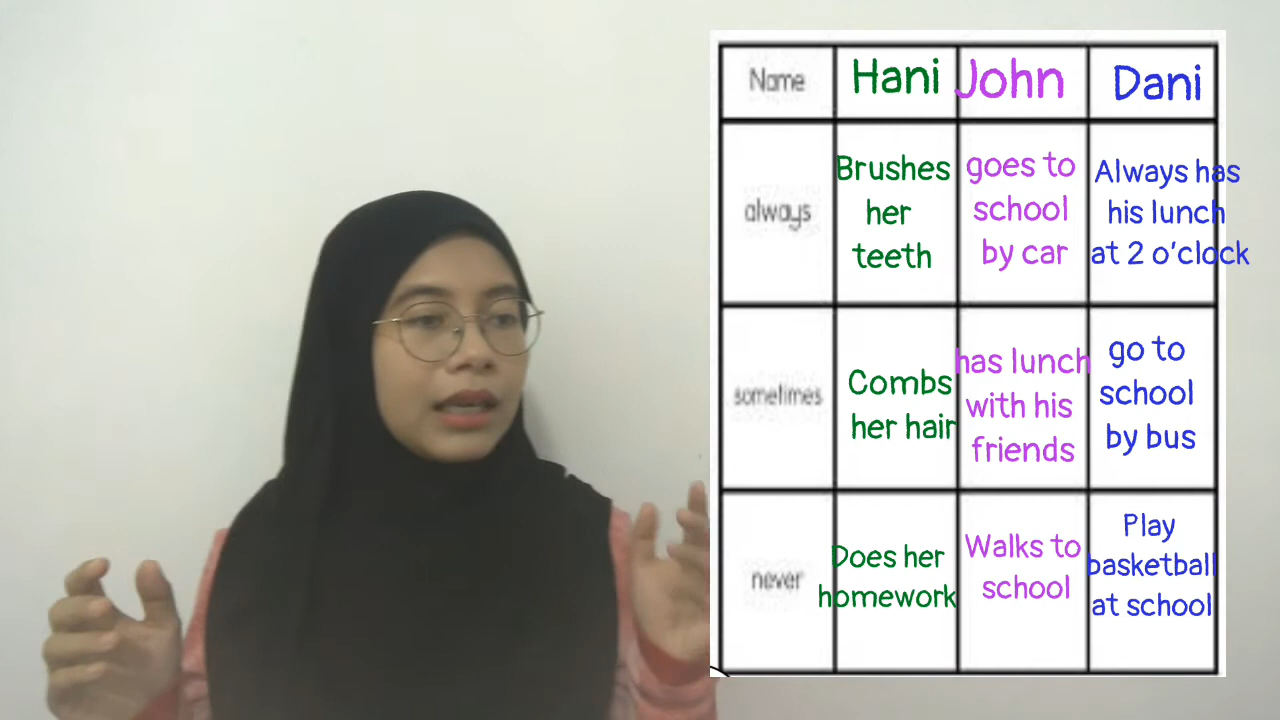 Name
Hani
John
Dani
always
Brushes
her
teeth
goes to
school
by car
Always has
his lunch
at 2 o'clock
sometimes
Combs
her hair
has lunch
with his
friends
go to
school
by bus
never
Does her
homework
Walks to
school
Play
basketball
at school